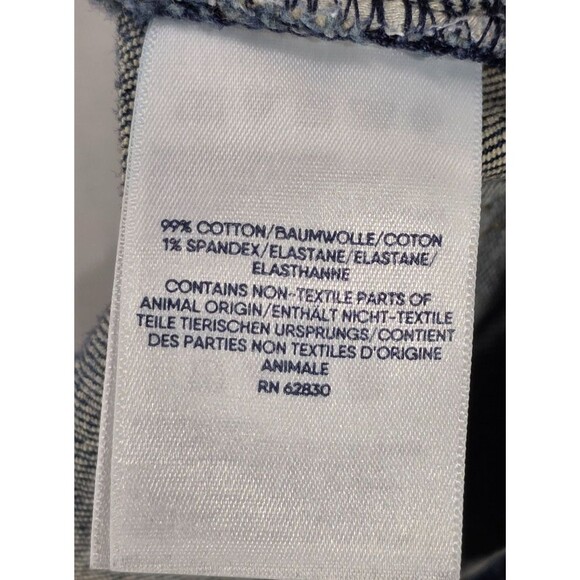 99% COTTON/BAUMWOLLE/COTON
1% SPANDEX/ELASTANE/ELASTANE/
ELASTHANNE
CONTAINS NON-TEXTILE PARTS OF
ANIMAL ORIGIN/ENTHÄLT NICHT-TEXTILE
TEILE TIERISCHEN URSPRUNGS/CONTIENT
DES PARTIES NON TEXTILES D'ORIGINE
ANIMALE
RN 62830